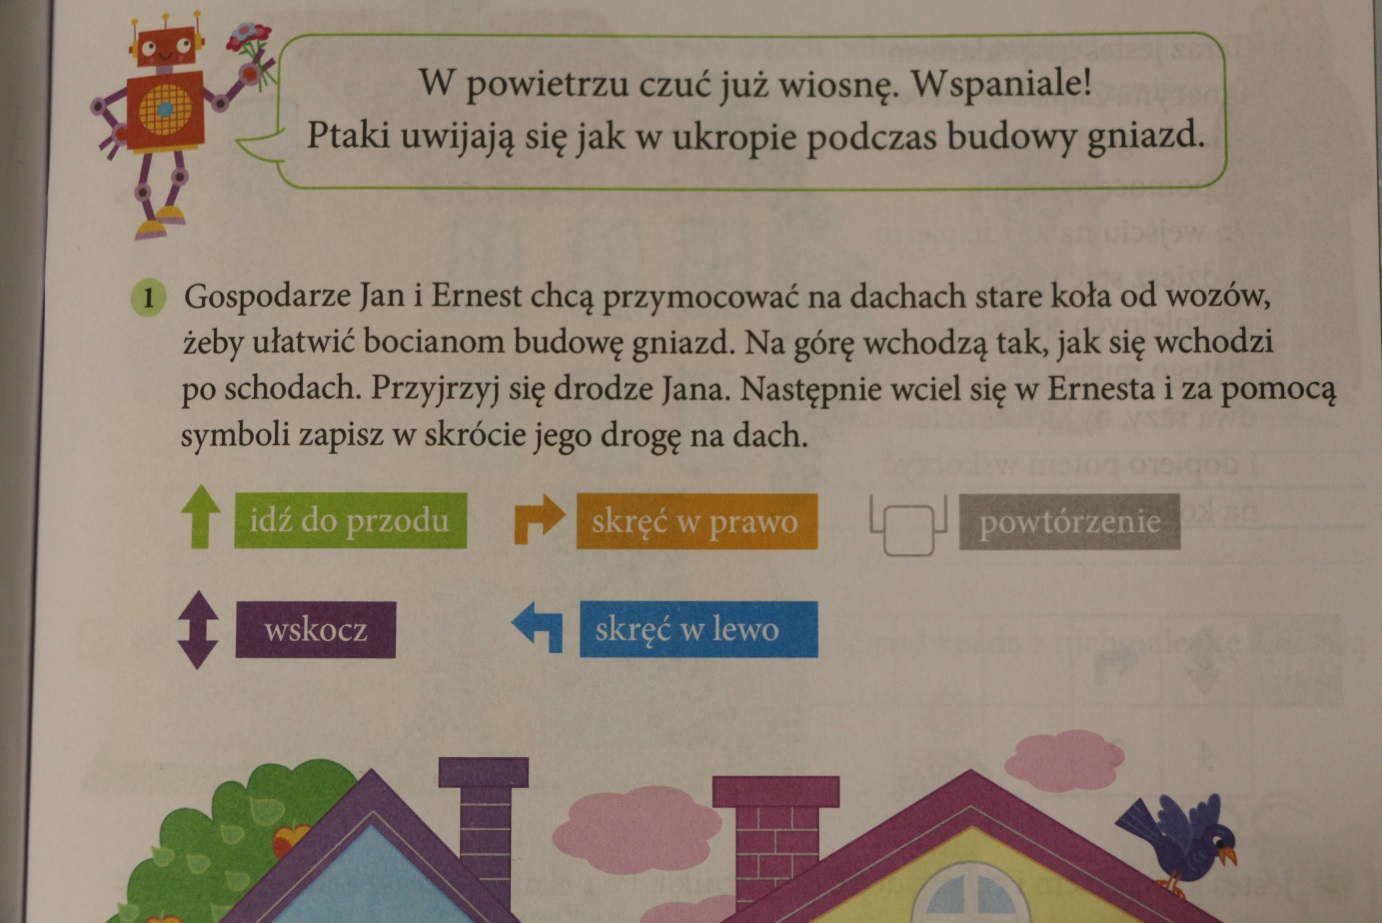 W powietrzu czuć już wiosnę. Wspaniale!
Ptaki uwijają się jak w ukropie podczas budowy gniazd.
1 Gospodarze Jan i Ernest chcą przymocować na dachach stare koła od wozów,
żeby ułatwić bocianom budowę gniazd. Na górę wchodzą tak, jak się wchodzi
po schodach. Przyjrzyj się drodze Jana. Następnie wciel się w Ernesta i za pomocą
symboli zapisz w skrócie jego drogę na dach.
idź do przodu skręć w prawo powtórzenie
wskocz skręć w lewo